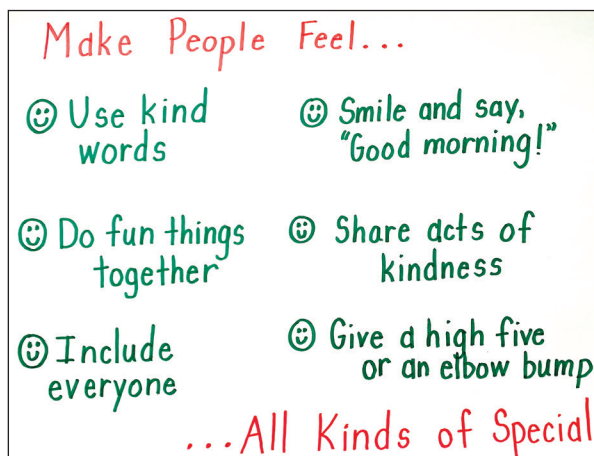 Make People Feel...
Use kind
words
Do fun things
together
Include
everyone
Smile and say,
"Good morning!"
Share acts of
kindness
Give a high five
or an elbow bump
...All Kinds of Special